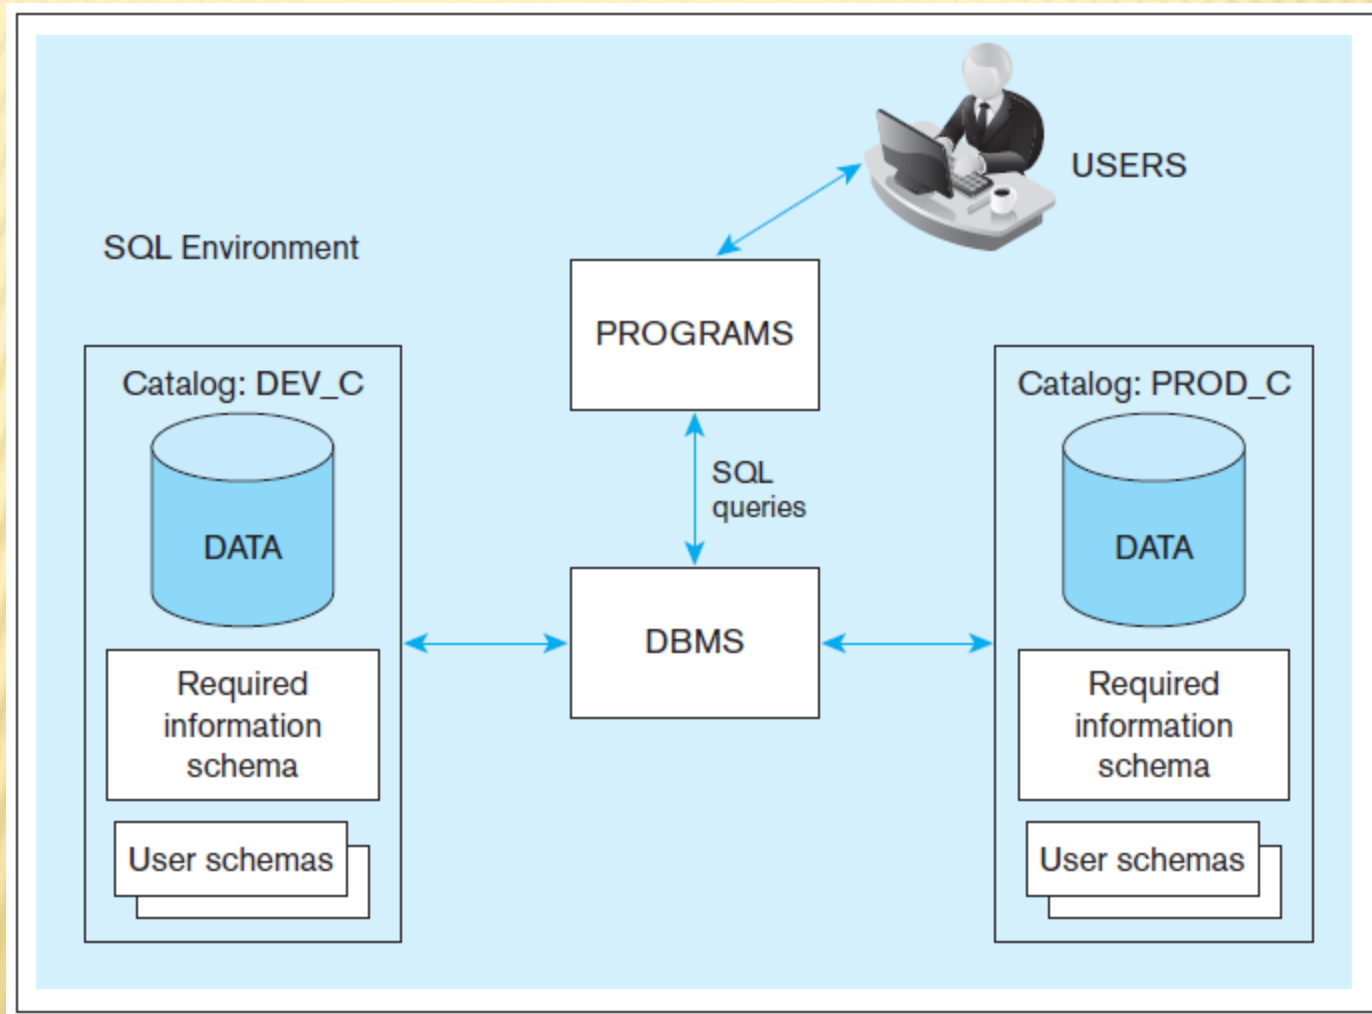 USERS
SQL Environment
PROGRAMS
Catalog: DEV_C
Catalog: PROD_C
SQL
queries
DATA
DATA
DBMS
Required
information
schema
Required
information
schema
User schemas
User schemas